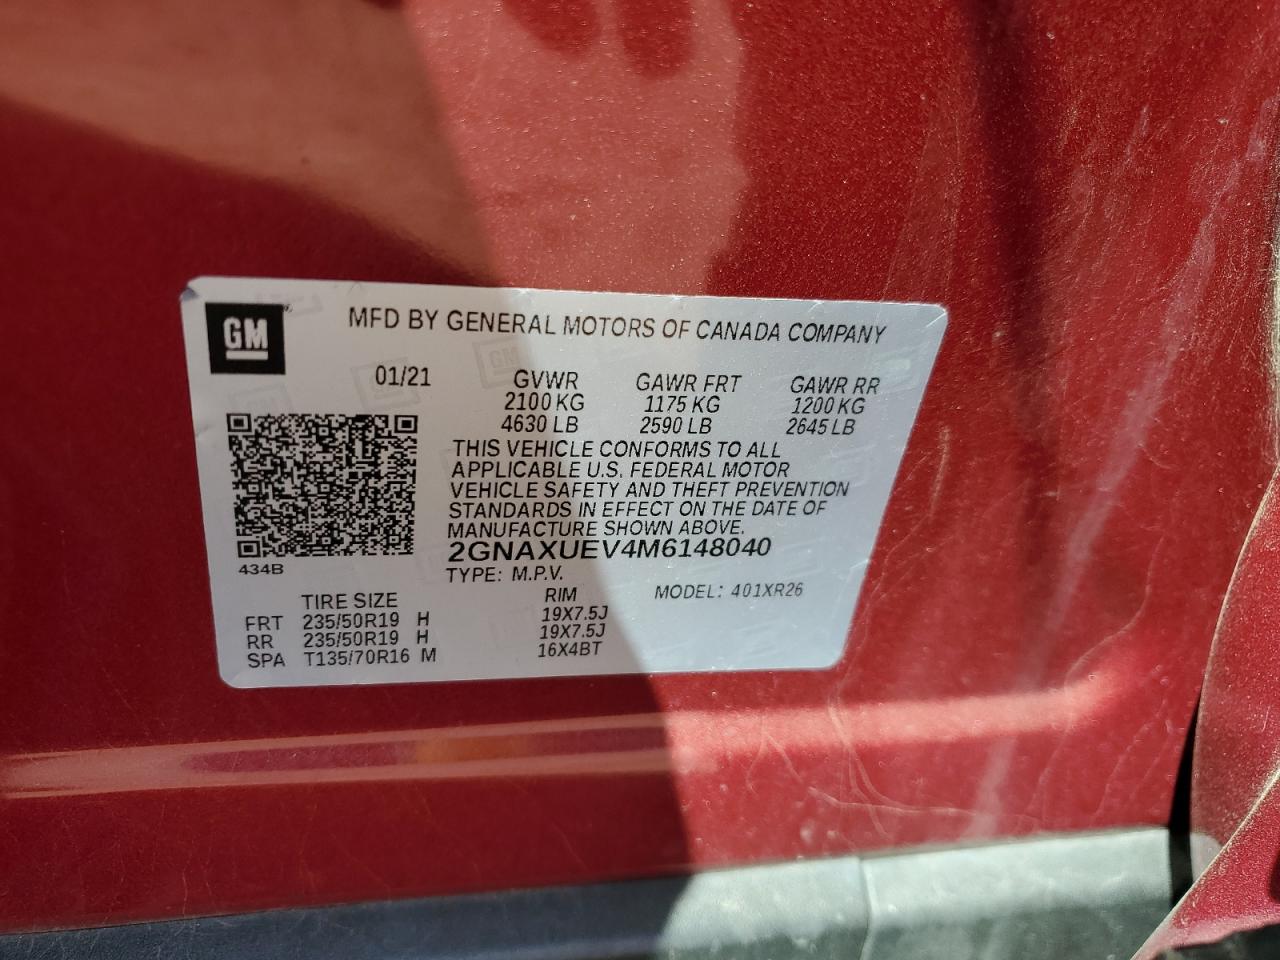 GM
MFD BY GENERAL MOTORS OF CANADA COMPANY
01/21 GVWR GAWR FRT GAWR RR
2100 KG 1175 KG 1200 KG
4630 LB 2590 LB 2645 LB
THIS VEHICLE CONFORMS TO ALL
APPLICABLE U.S. FEDERAL MOTOR
VEHICLE SAFETY AND THEFT PREVENTION
STANDARDS IN EFFECT ON THE DATE OF
MANUFACTURE SHOWN ABOVE.
2GNAXUEV4M6148040
434B
TYPE: M.P.V.
MODEL: 401XR26
TIRE SIZE RIM
FRT 235/50R19 H 19X7.5J
RR 235/50R19 H 19X7.5J
SPA T135/70R16 M 16X4BT